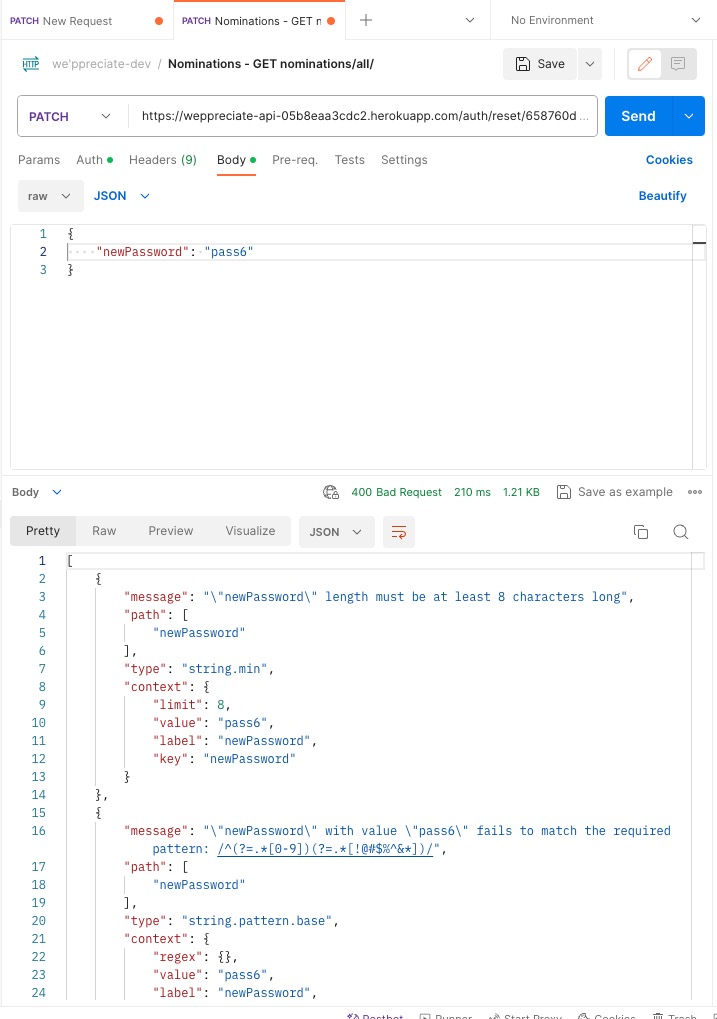 PATCH New Request PATCH Nominations - GET n No Environment
HTTP we'ppreciate-dev / Nominations - GET nominations/all/ Save
PATCH https://weppreciate-api-05b8eaa3cdc2.herokuapp.com/auth/reset/658760d ... Send
Params Auth Headers (9) Body Pre-req. Tests Settings Cookies
raw JSON Beautify
1 {
2 ····"newPassword":·"pass6"
3 }
Body 400 Bad Request 210 ms 1.21 KB Save as example
Pretty Raw Preview Visualize JSON
1 [
2 {
3 "message": "\"newPassword\" length must be at least 8 characters long",
4 "path": [
5 "newPassword"
6 ],
7 "type": "string.min",
8 "context": {
9 "limit": 8,
10 "value": "pass6",
11 "label": "newPassword",
12 "key": "newPassword"
13 }
14 },
15 {
16 "message": "\"newPassword\" with value \"pass6\" fails to match the required
pattern: /^(?=.*[0-9])(?=.*[!@#$%^&*])/",
17 "path": [
18 "newPassword"
19 ],
20 "type": "string.pattern.base",
21 "context": {
22 "regex": {},
23 "value": "pass6",
24 "label": "newPassword",
Postbot Runner Start Proxy Cookies Trash